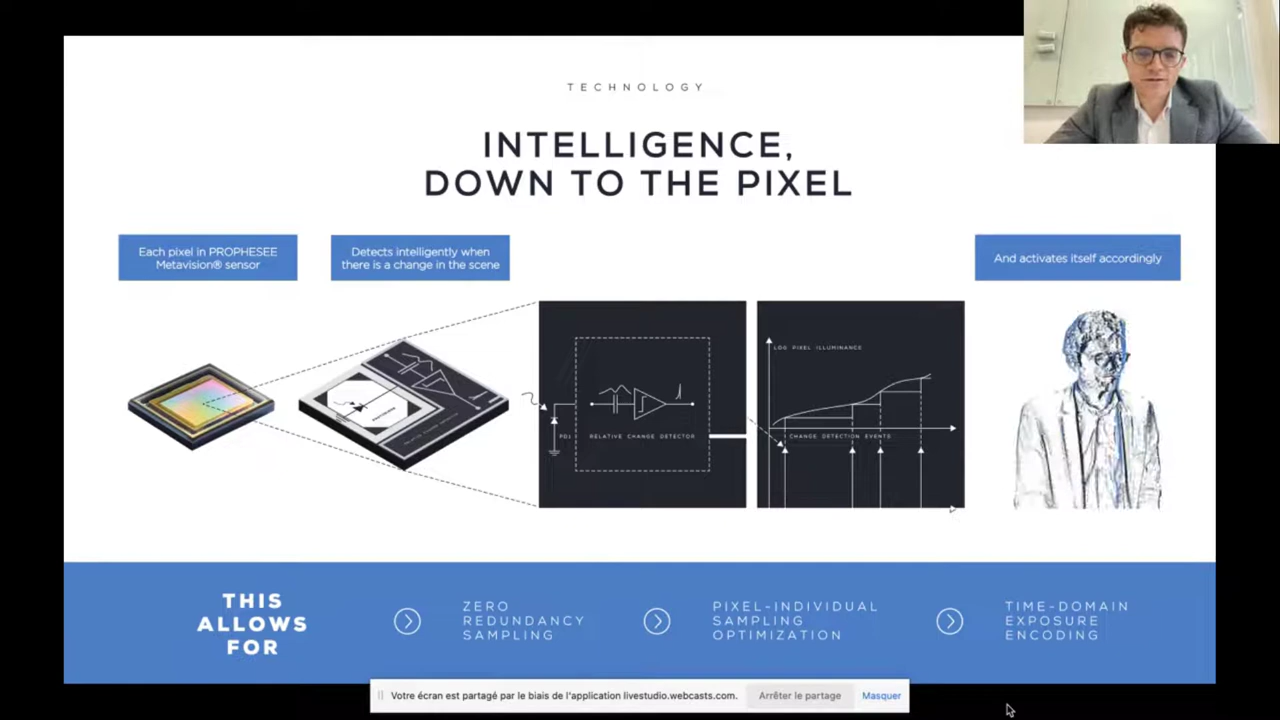 TECHNOLOGY
INTELLIGENCE,
DOWN TO THE PIXEL
Each pixel in PROPHESEE
Metavision® sensor
Detects intelligently when
there is a change in the scene
And activates itself accordingly
LOG PIXEL ILLUMINANCE
PD1
RELATIVE CHANGE DETECTOR
CHANGE DETECTION EVENTS
THIS
ALLOWS
FOR
ZERO
REDUNDANCY
SAMPLING
PIXEL-INDIVIDUAL
SAMPLING
OPTIMIZATION
TIME-DOMAIN
EXPOSURE
ENCODING
Votre écran est partagé par le biais de l'application livestudio.webcasts.com.
Arrêter le partage
Masquer